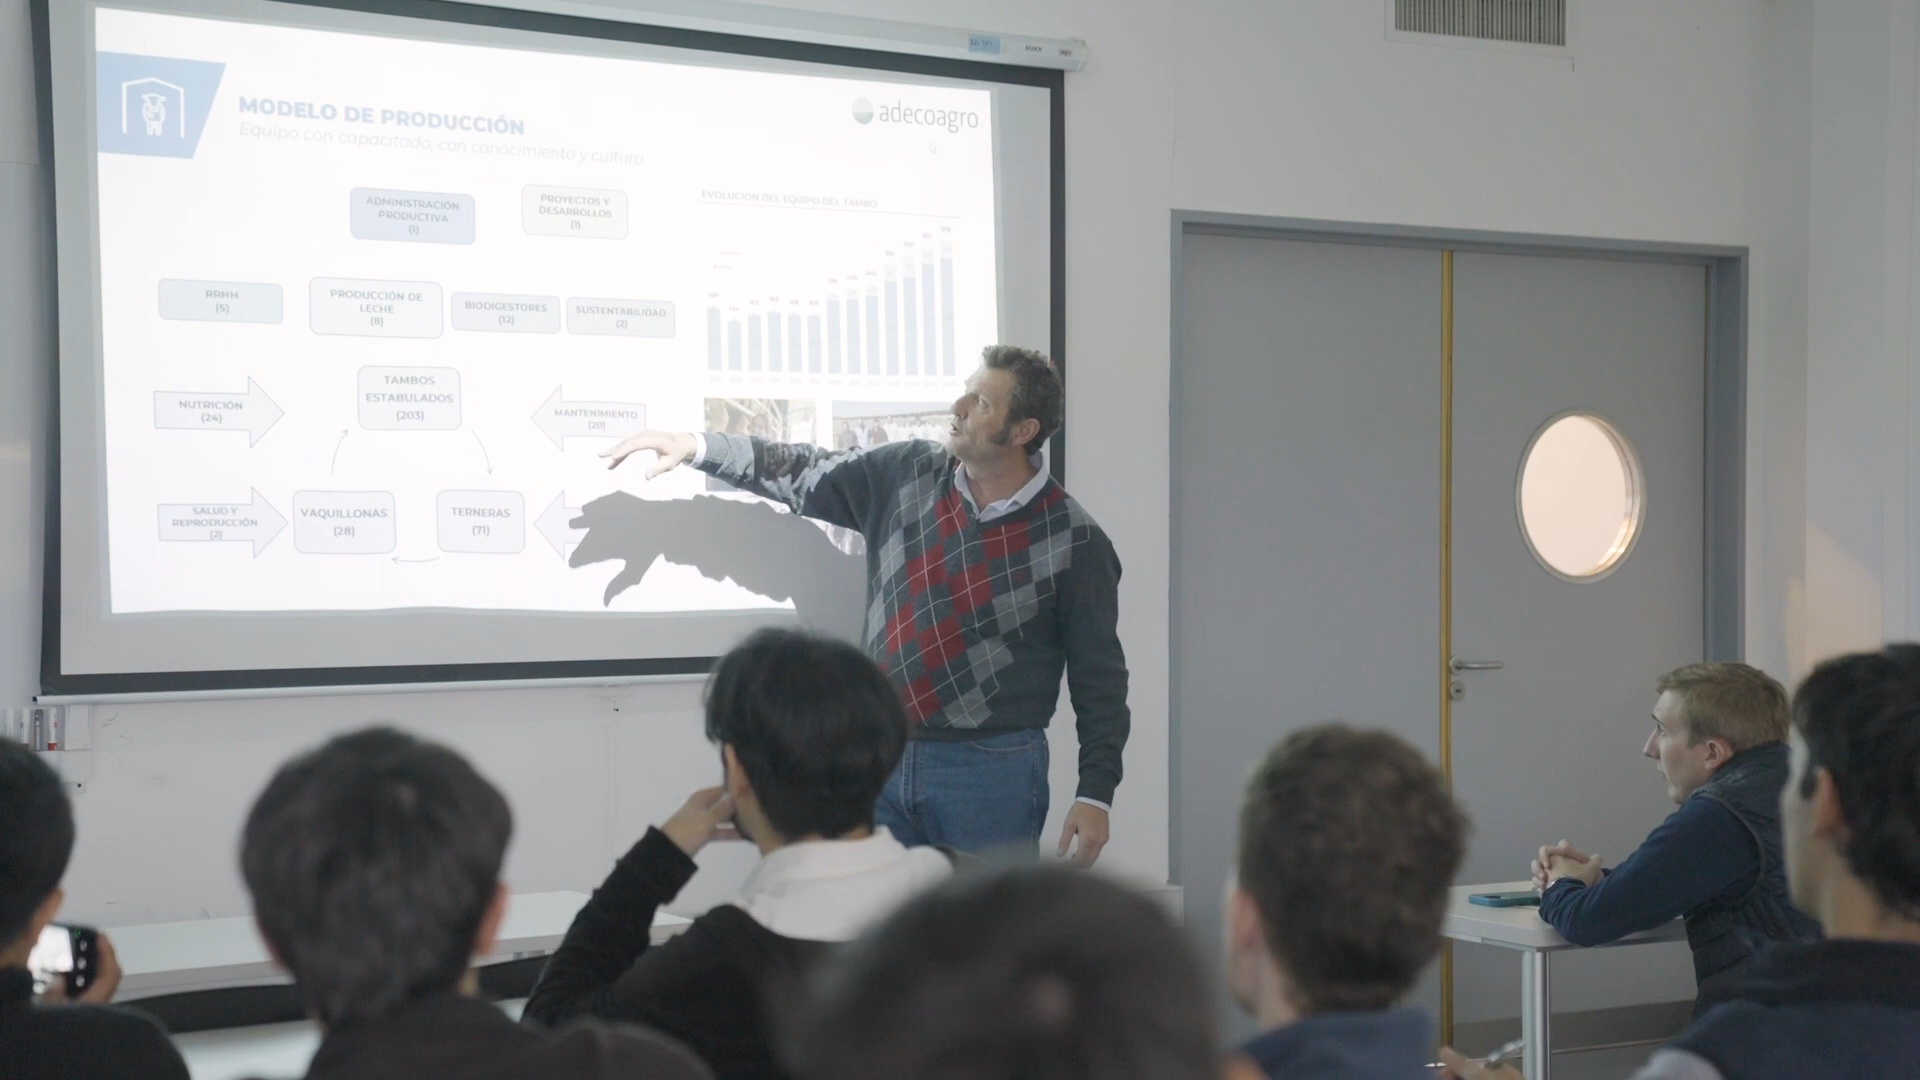 MODELO DE PRODUCCIÓN
Equipo con capacitado, con conocimiento y cultura
adecoagro
ADMINISTRACIÓN
PRODUCTIVA
(1)
PROYECTOS Y
DESARROLLOS
(1)
EVOLUCION DEL EQUIPO DEL TAMBO
RRHH
(5)
PRODUCCIÓN DE
LECHE
(8)
BIODIGESTORES
(12)
SUSTENTABILIDAD
(2)
TAMBOS
ESTABULADOS
(203)
NUTRICIÓN
(24)
MANTENIMIENTO
(20)
SALUD Y
REPRODUCCIÓN
(2)
VAQUILLONAS
(28)
TERNERAS
(71)